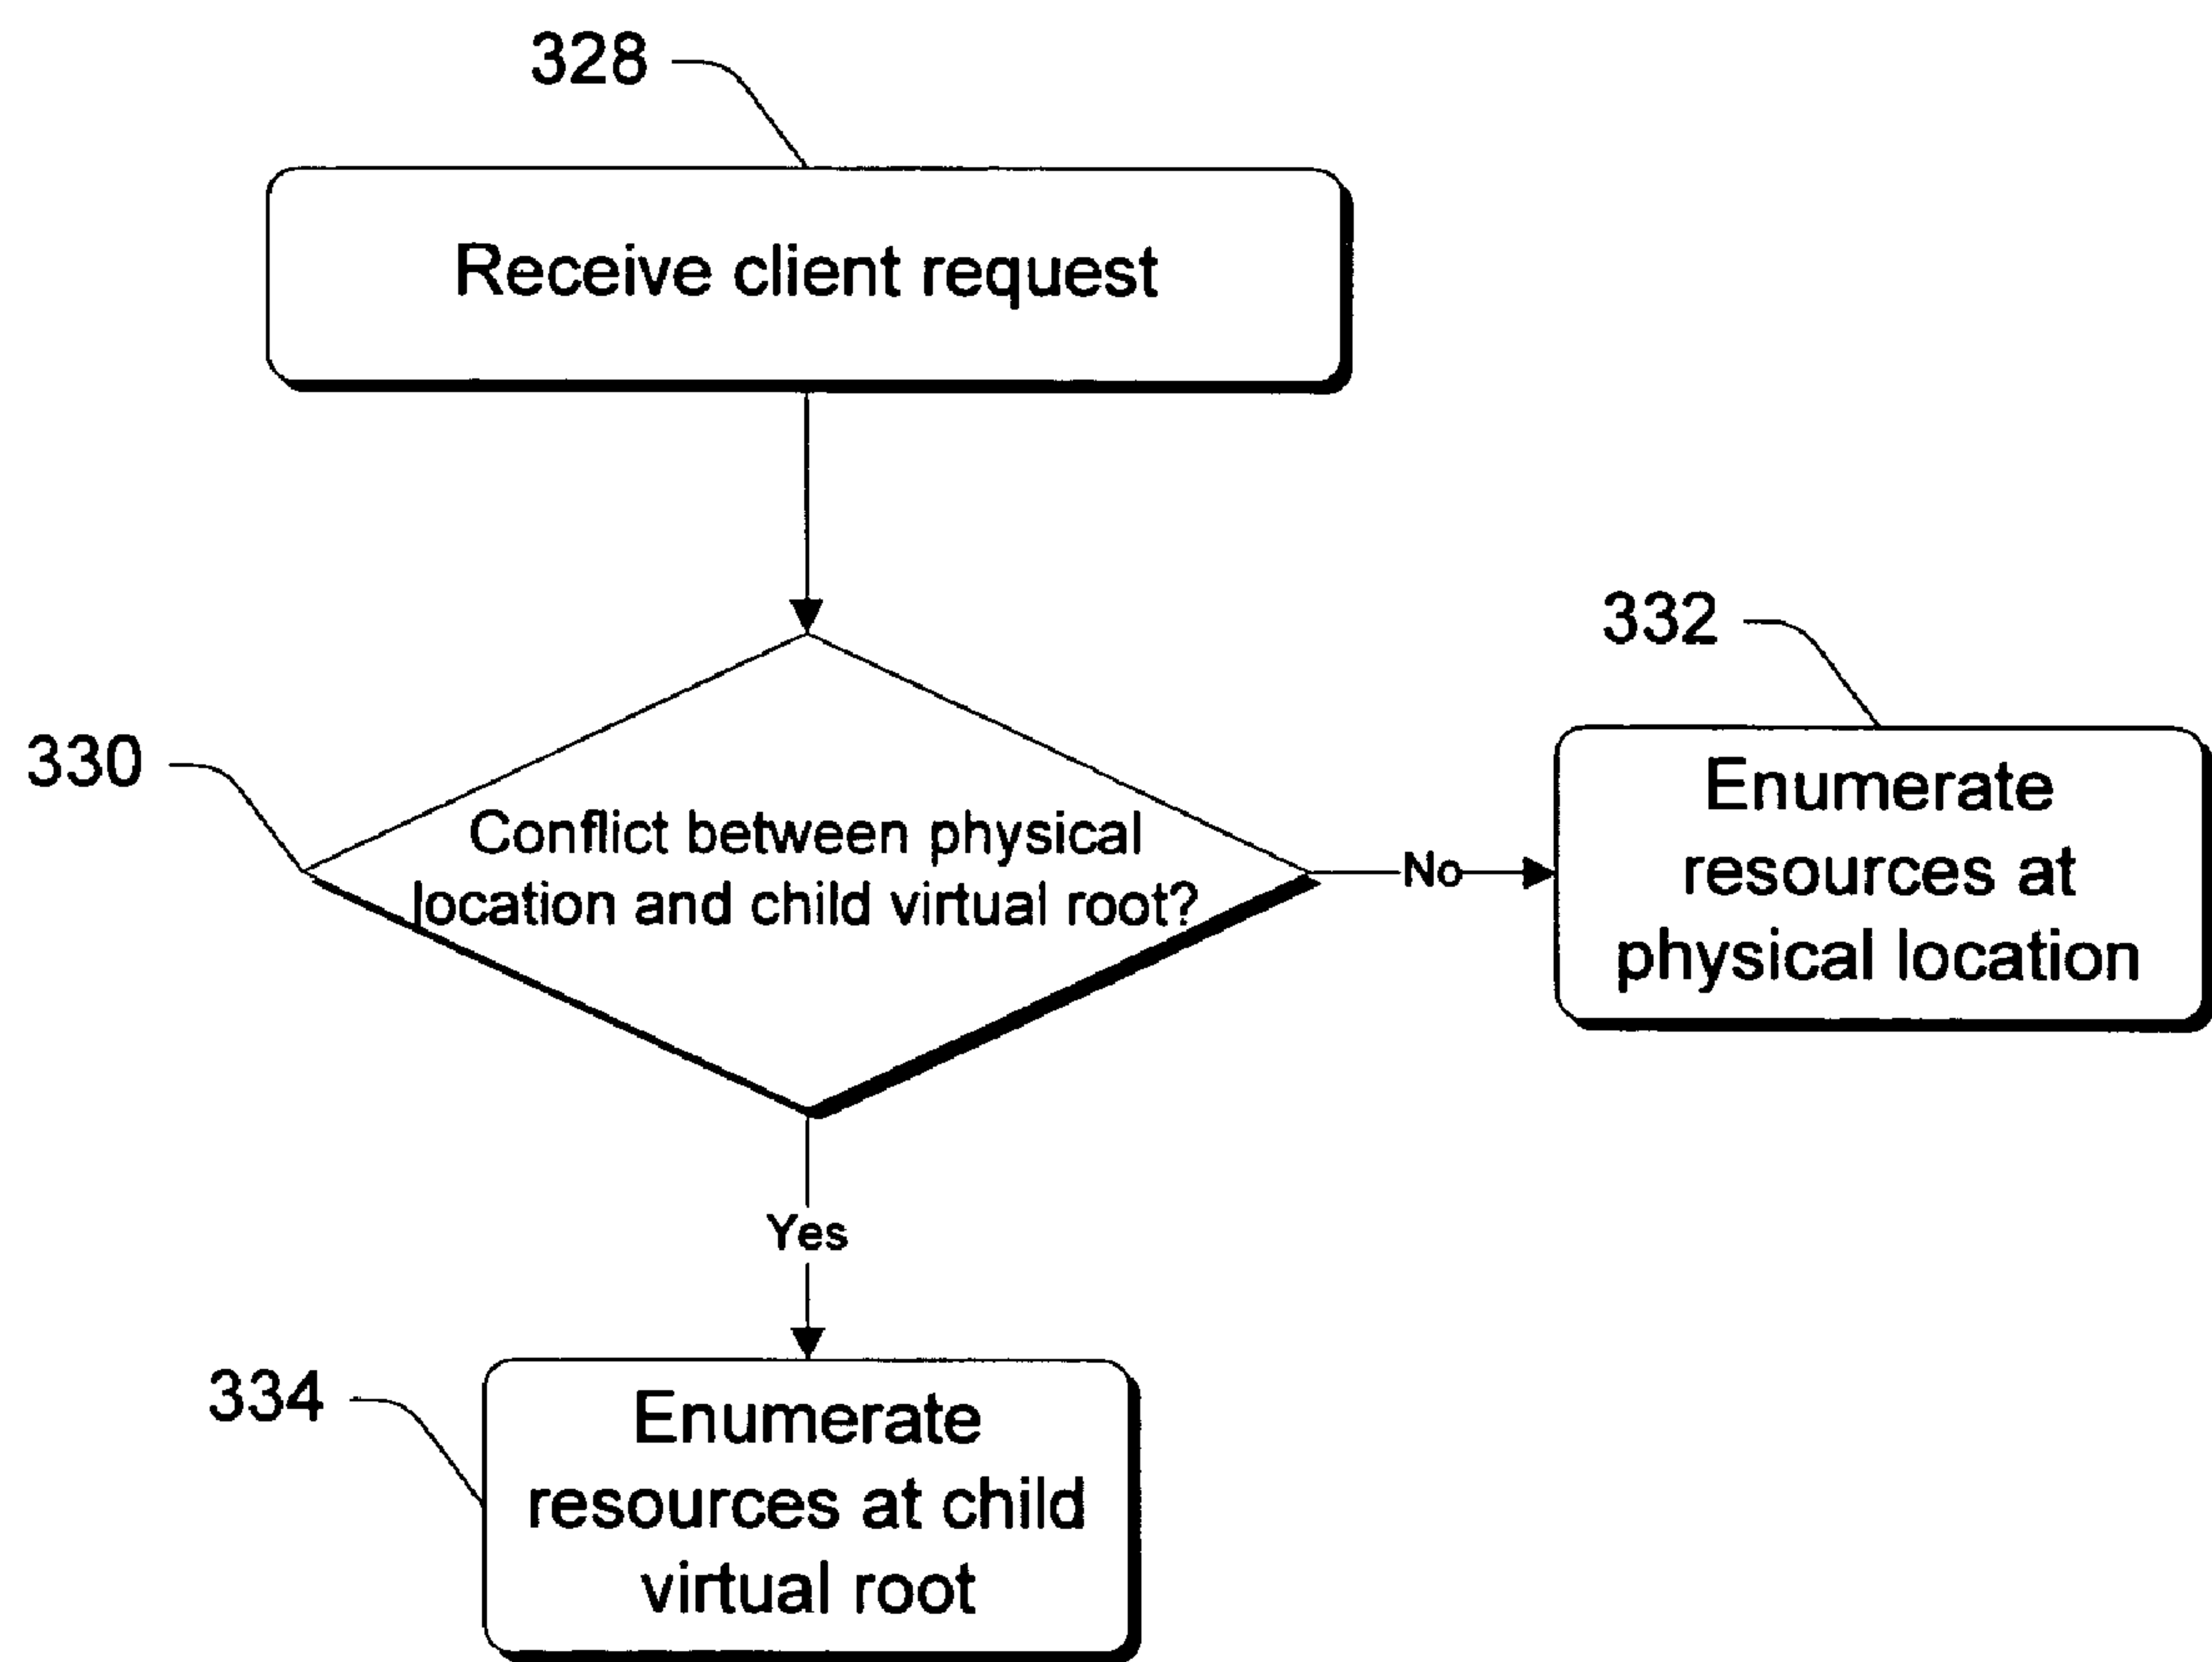 328
Receive client request
330
Conflict between physical
location and child virtual root?
No
332
Enumerate
resources at
physical location
Yes
334
Enumerate
resources at child
virtual root